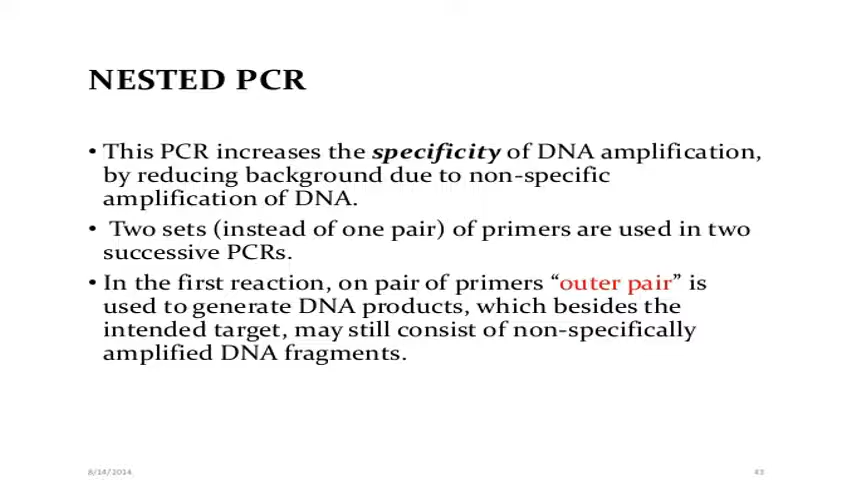 NESTED PCR
• This PCR increases the specificity of DNA amplification,
by reducing background due to non-specific
amplification of DNA.
• Two sets (instead of one pair) of primers are used in two
successive PCRs.
• In the first reaction, on pair of primers “outer pair” is
used to generate DNA products, which besides the
intended target, may still consist of non-specifically
amplified DNA fragments.
8/14/2014
83